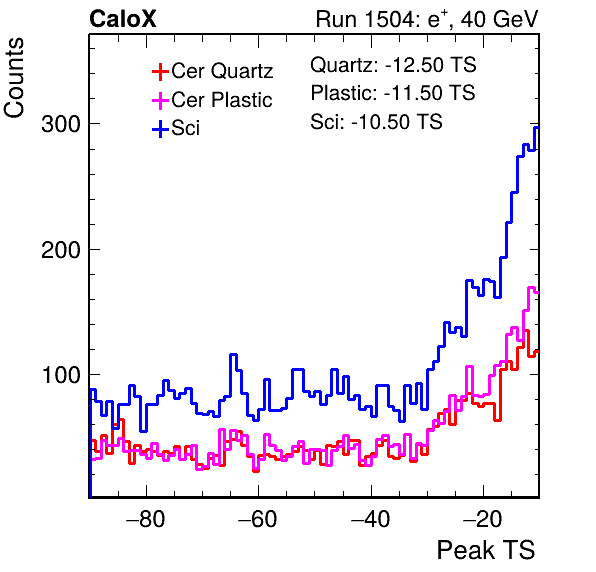 CaloX Run 1504: e⁺, 40 GeV
Counts
Cer Quartz
Cer Plastic
Sci
Quartz: -12.50 TS
Plastic: -11.50 TS
Sci: -10.50 TS
300
200
100
−80 −60 −40 −20
Peak TS